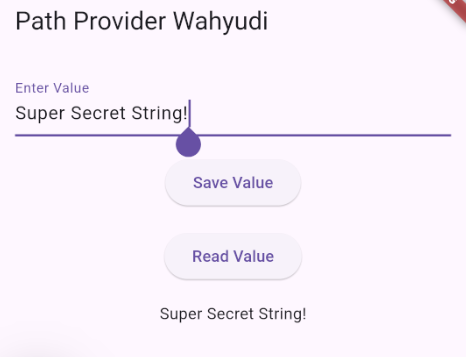 Path Provider Wahyudi
Enter Value
Super Secret String!
Save Value
Read Value
Super Secret String!